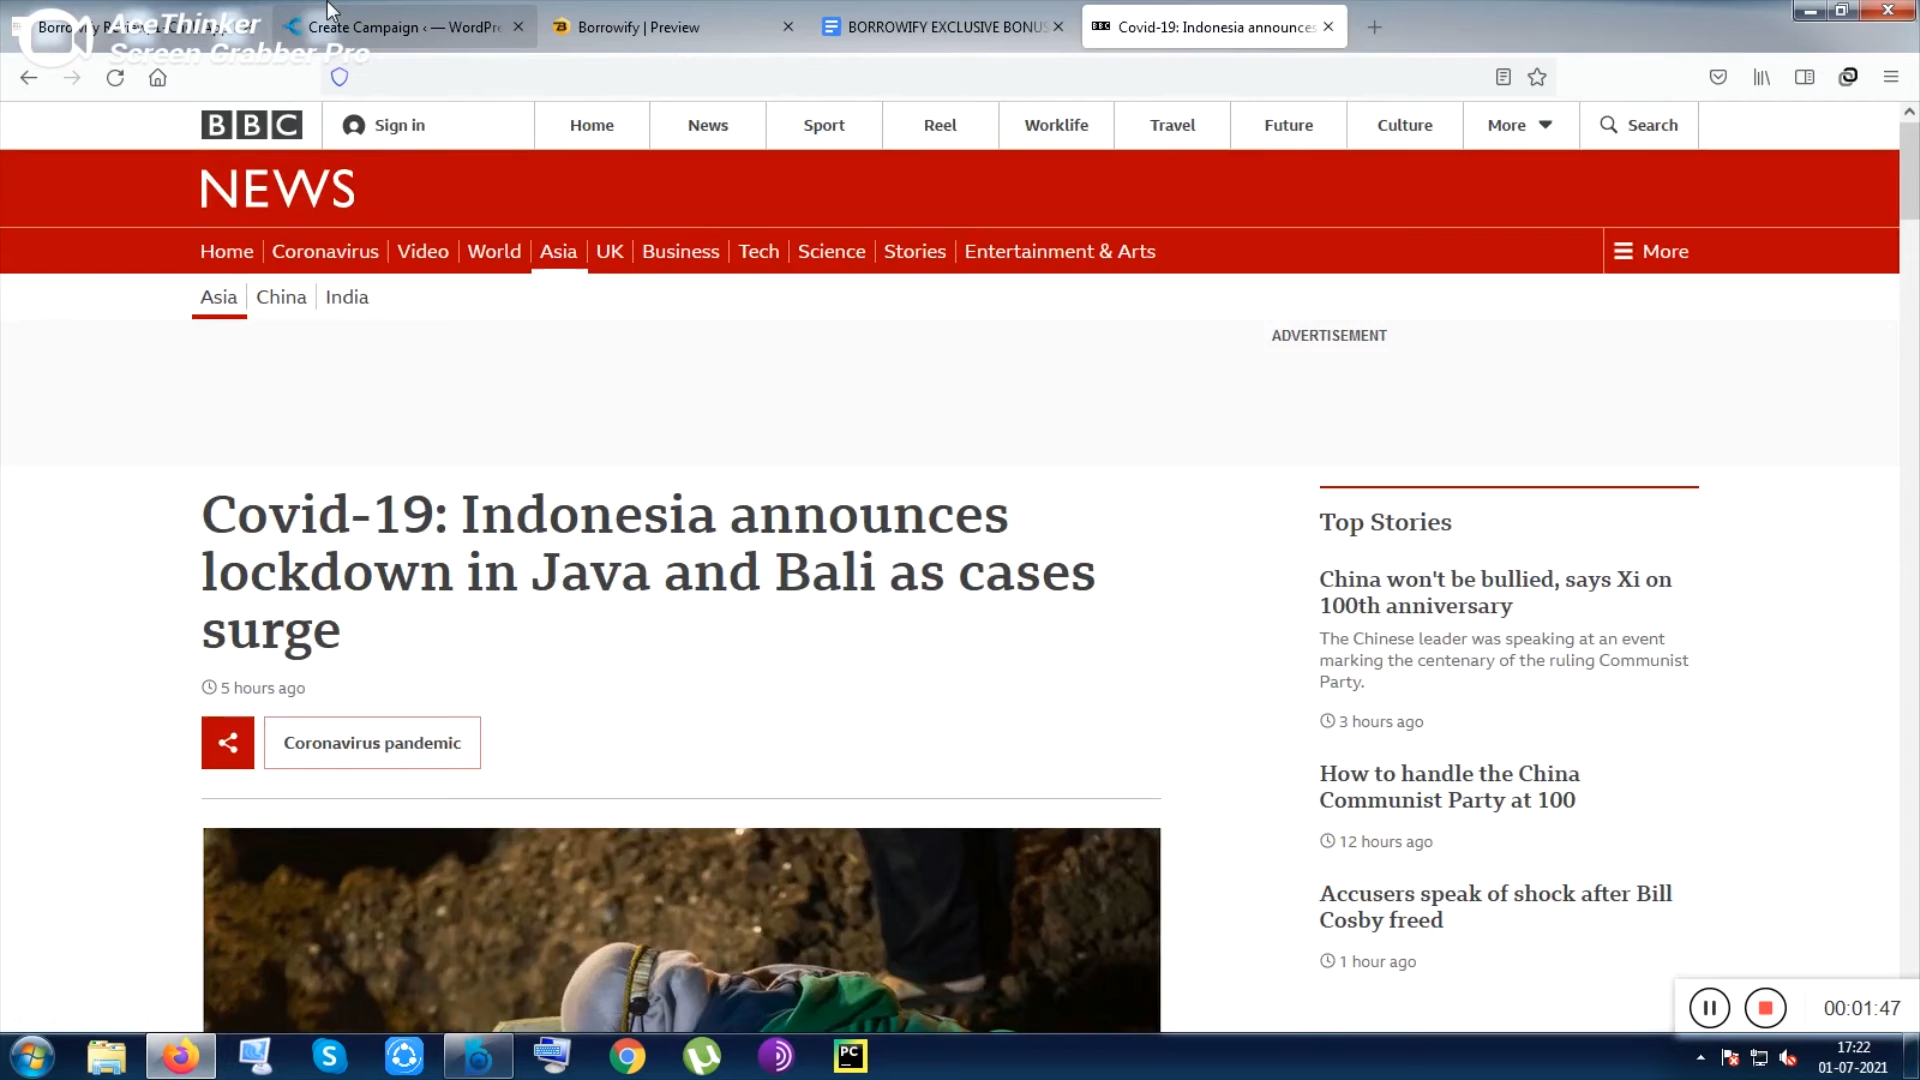 AceThinker
Screen Grabber Pro
Create Campaign ‹ — WordPre
Borrowify | Preview
BORROWIFY EXCLUSIVE BONUS
BBC Covid-19: Indonesia announces
BBC
Sign in
Home
News
Sport
Reel
Worklife
Travel
Future
Culture
More
Search
NEWS
Home
Coronavirus
Video
World
Asia
UK
Business
Tech
Science
Stories
Entertainment & Arts
More
Asia
China
India
ADVERTISEMENT
Covid-19: Indonesia announces
lockdown in Java and Bali as cases
surge
5 hours ago
Coronavirus pandemic
Top Stories
China won't be bullied, says Xi on
100th anniversary
The Chinese leader was speaking at an event
marking the centenary of the ruling Communist
Party.
3 hours ago
How to handle the China
Communist Party at 100
12 hours ago
Accusers speak of shock after Bill
Cosby freed
1 hour ago
00:01:47
PC
17:22
01-07-2021